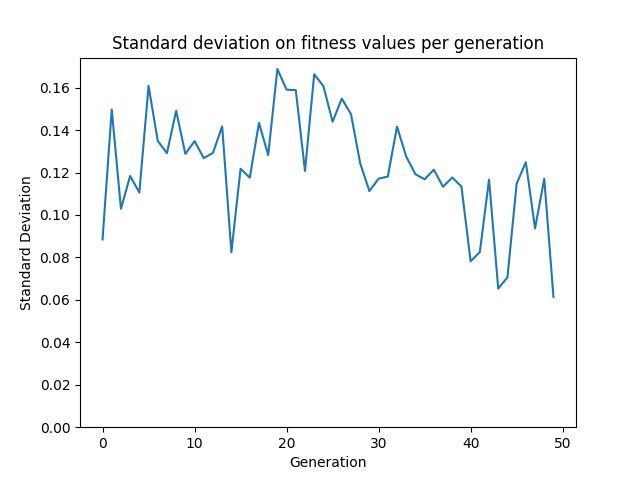 Standard deviation on fitness values per generation
Standard Deviation
0.16
0.14
0.12
0.10
0.08
0.06
0.04
0.02
0.00
0 10 20 30 40 50
Generation